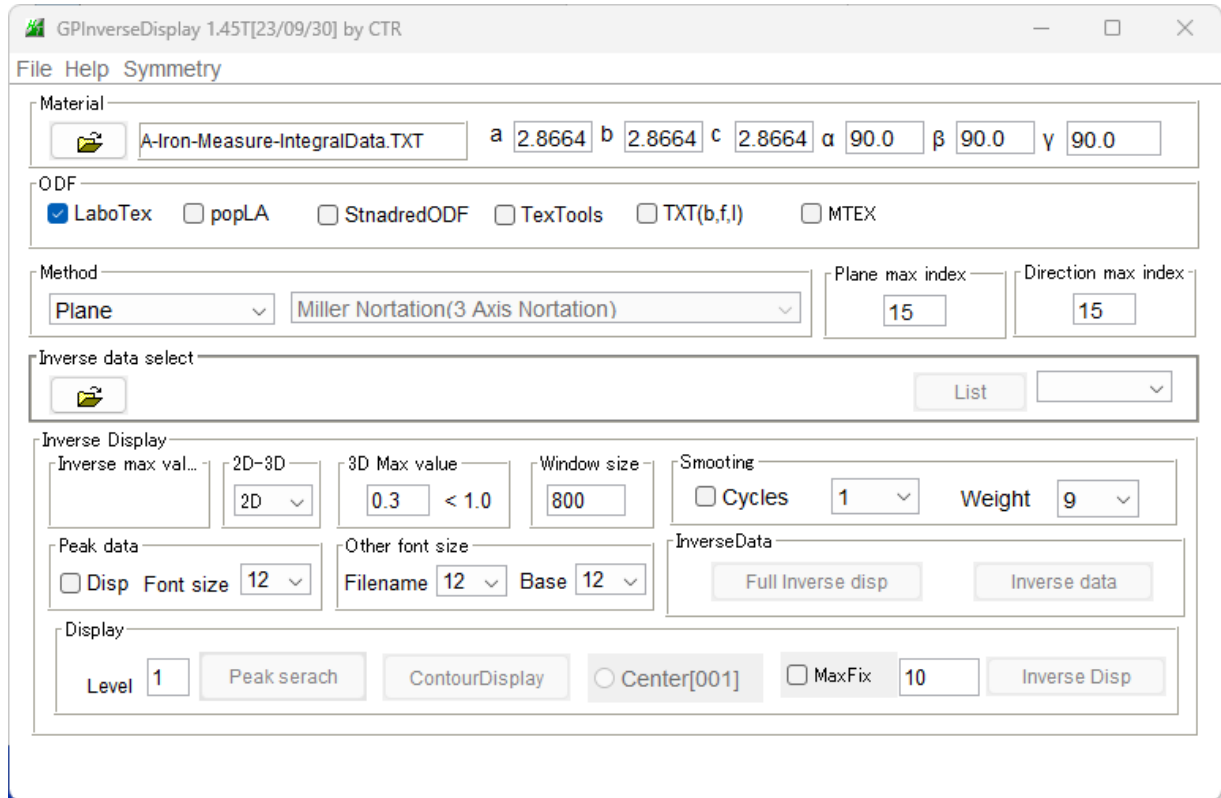 GPInverseDisplay 1.45T[23/09/30] by CTR
File Help Symmetry
Material
A-Iron-Measure-IntegralData.TXT a 2.8664 b 2.8664 c 2.8664 α 90.0 β 90.0 γ 90.0
ODF
LaboTex popLA StnadredODF TexTools TXT(b,f,l) MTEX
Method Plane max index Direction max index
Plane Miller Nortation(3 Axis Nortation) 15 15
Inverse data select
List
Inverse Display
Inverse max val... 2D-3D 3D Max value Window size Smooting
2D 0.3 < 1.0 800 Cycles 1 Weight 9
Peak data Other font size InverseData
Disp Font size 12 Filename 12 Base 12 Full Inverse disp Inverse data
Display
Level 1 Peak serach ContourDisplay Center[001] MaxFix 10 Inverse Disp